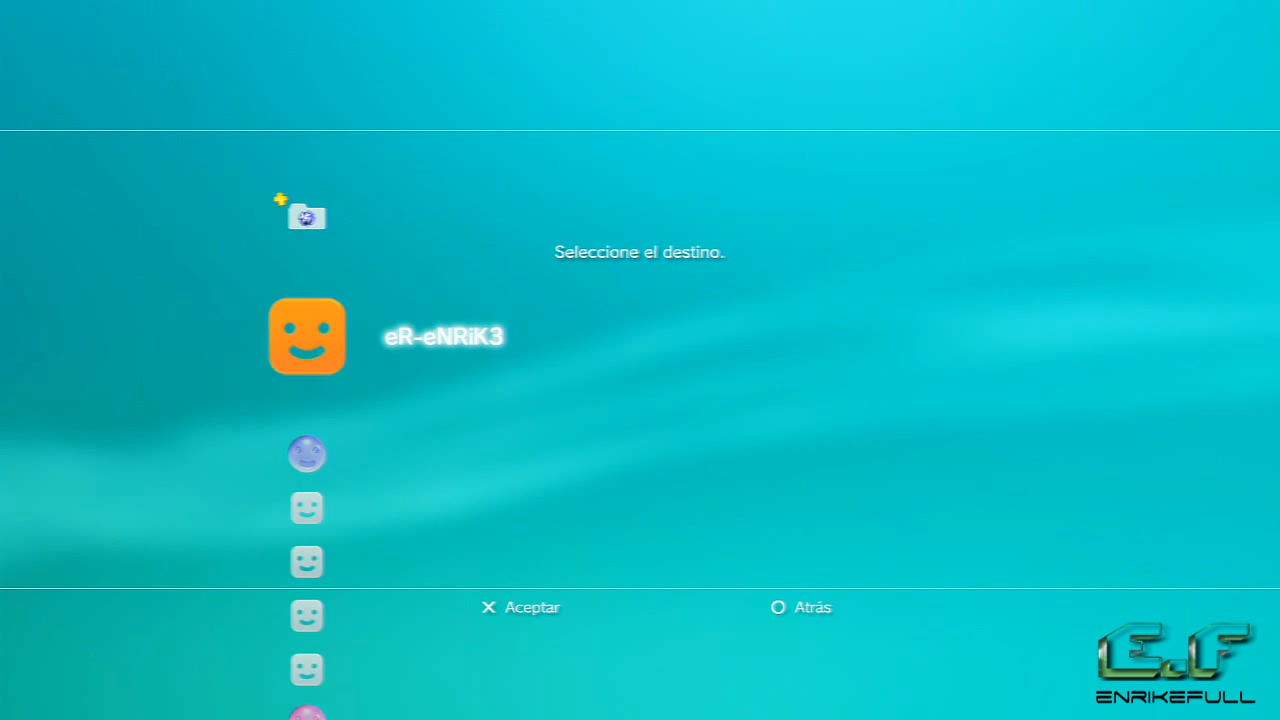 Seleccione el destino.
eR-eNRiK3
Aceptar
Atrás
E.F
ENRIKEFULL